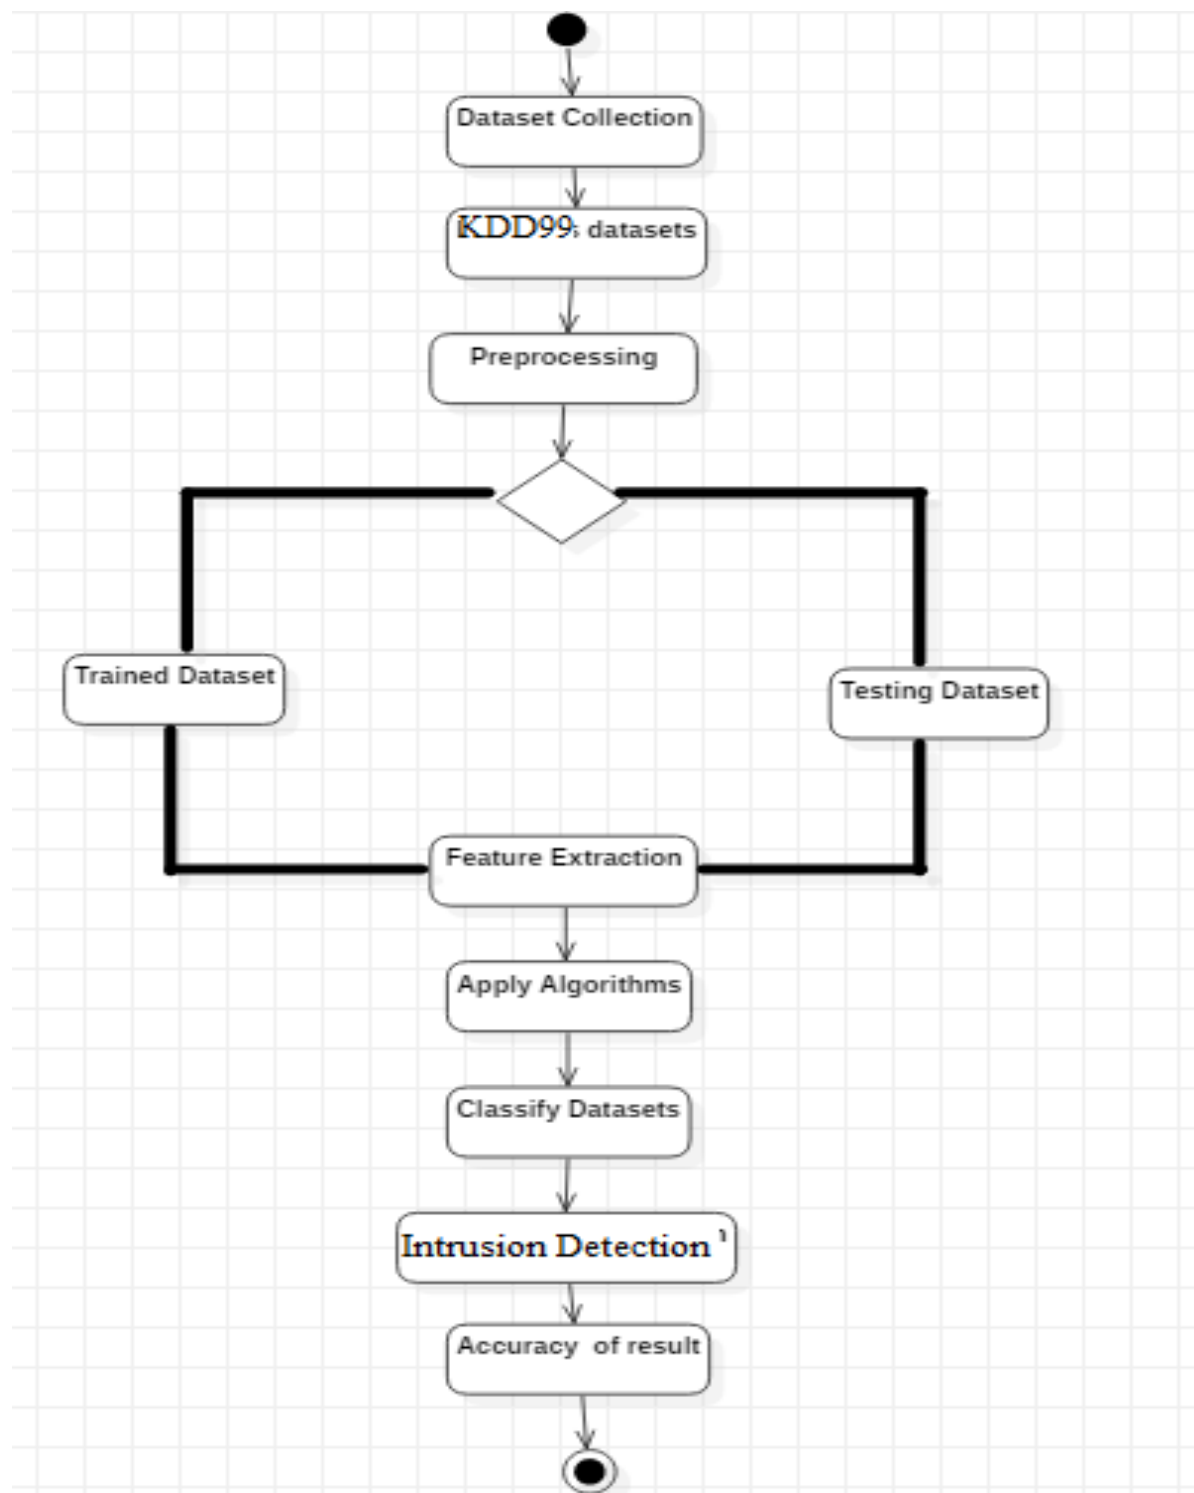 Dataset Collection
KDD99 datasets
Preprocessing
Trained Dataset
Testing Dataset
Feature Extraction
Apply Algorithms
Classify Datasets
Intrusion Detection
Accuracy of result